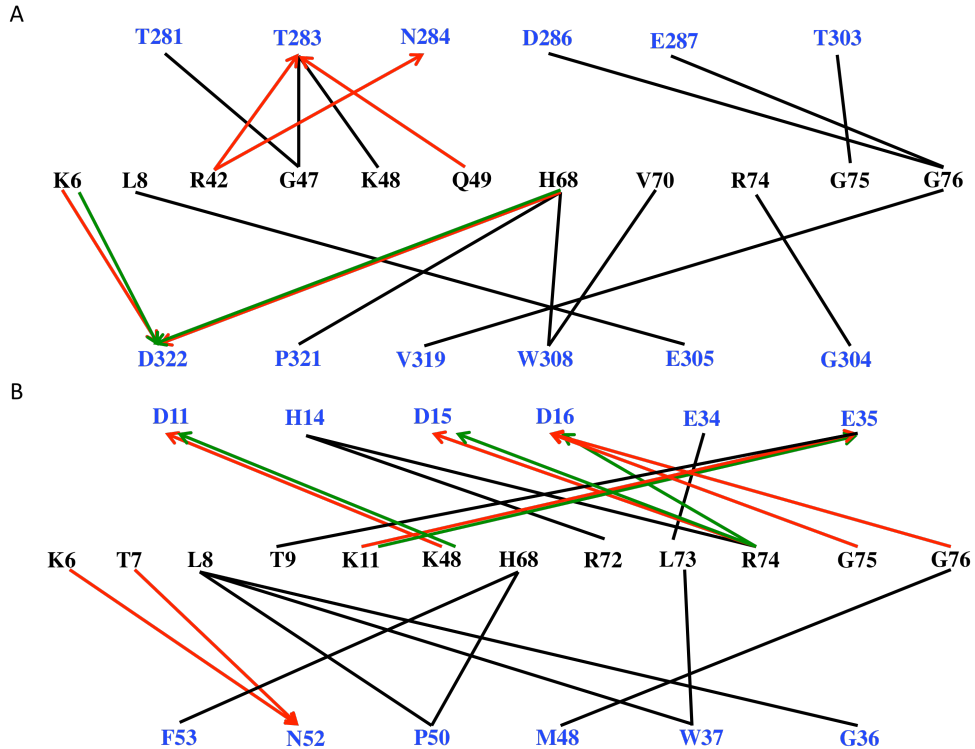 A
T281 T283 N284 D286 E287 T303
K6 L8 R42 G47 K48 Q49 H68 V70 R74 G75 G76
D322 P321 V319 W308 E305 G304
B
D11 H14 D15 D16 E34 E35
K6 T7 L8 T9 K11 K48 H68 R72 L73 R74 G75 G76
F53 N52 P50 M48 W37 G36